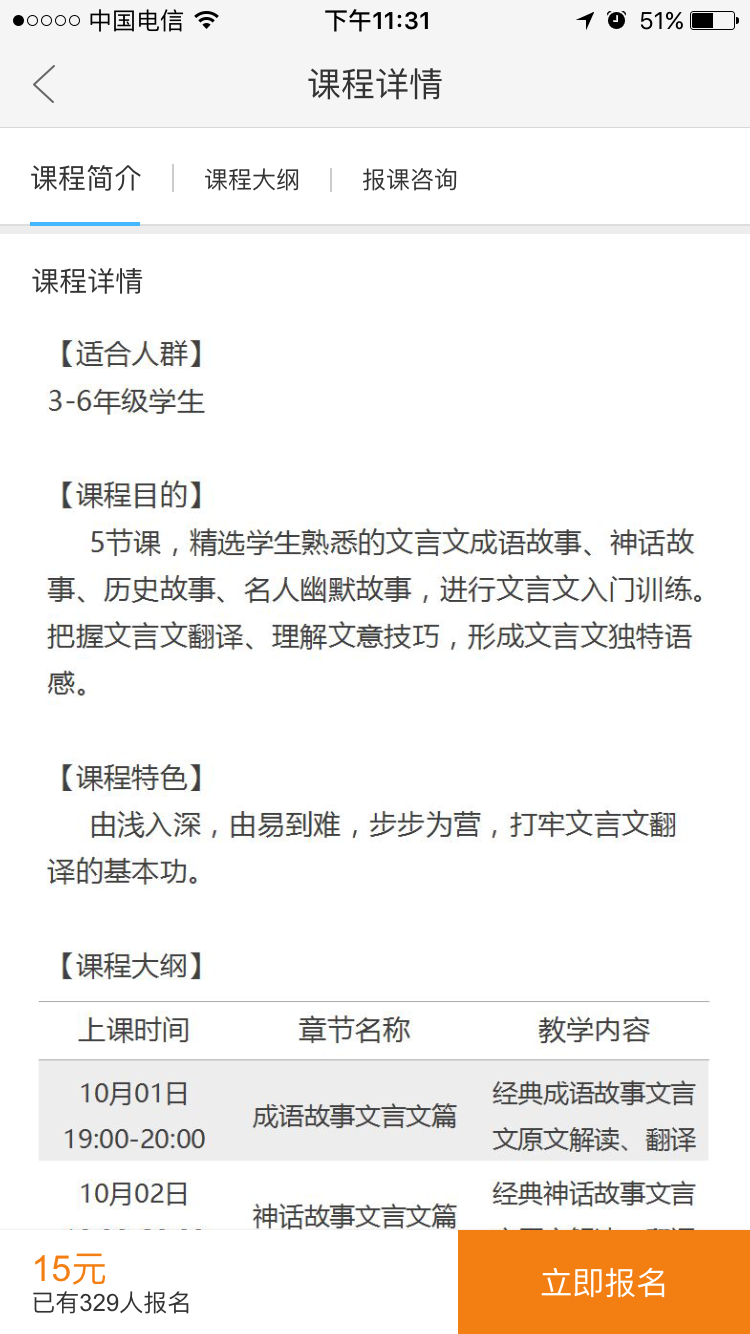 中国电信 下午11:31 51%
课程详情
课程简介 课程大纲 报课咨询
课程详情
【适合人群】
3-6年级学生
【课程目的】
5节课，精选学生熟悉的文言文成语故事、神话故
事、历史故事、名人幽默故事，进行文言文入门训练。
把握文言文翻译、理解文意技巧，形成文言文独特语
感。
【课程特色】
由浅入深，由易到难，步步为营，打牢文言文翻
译的基本功。
【课程大纲】
上课时间 章节名称 教学内容
10月01日
19:00-20:00
成语故事文言文篇
经典成语故事文言
文原文解读、翻译
10月02日
神话故事文言文篇
经典神话故事文言
15元
已有329人报名
立即报名